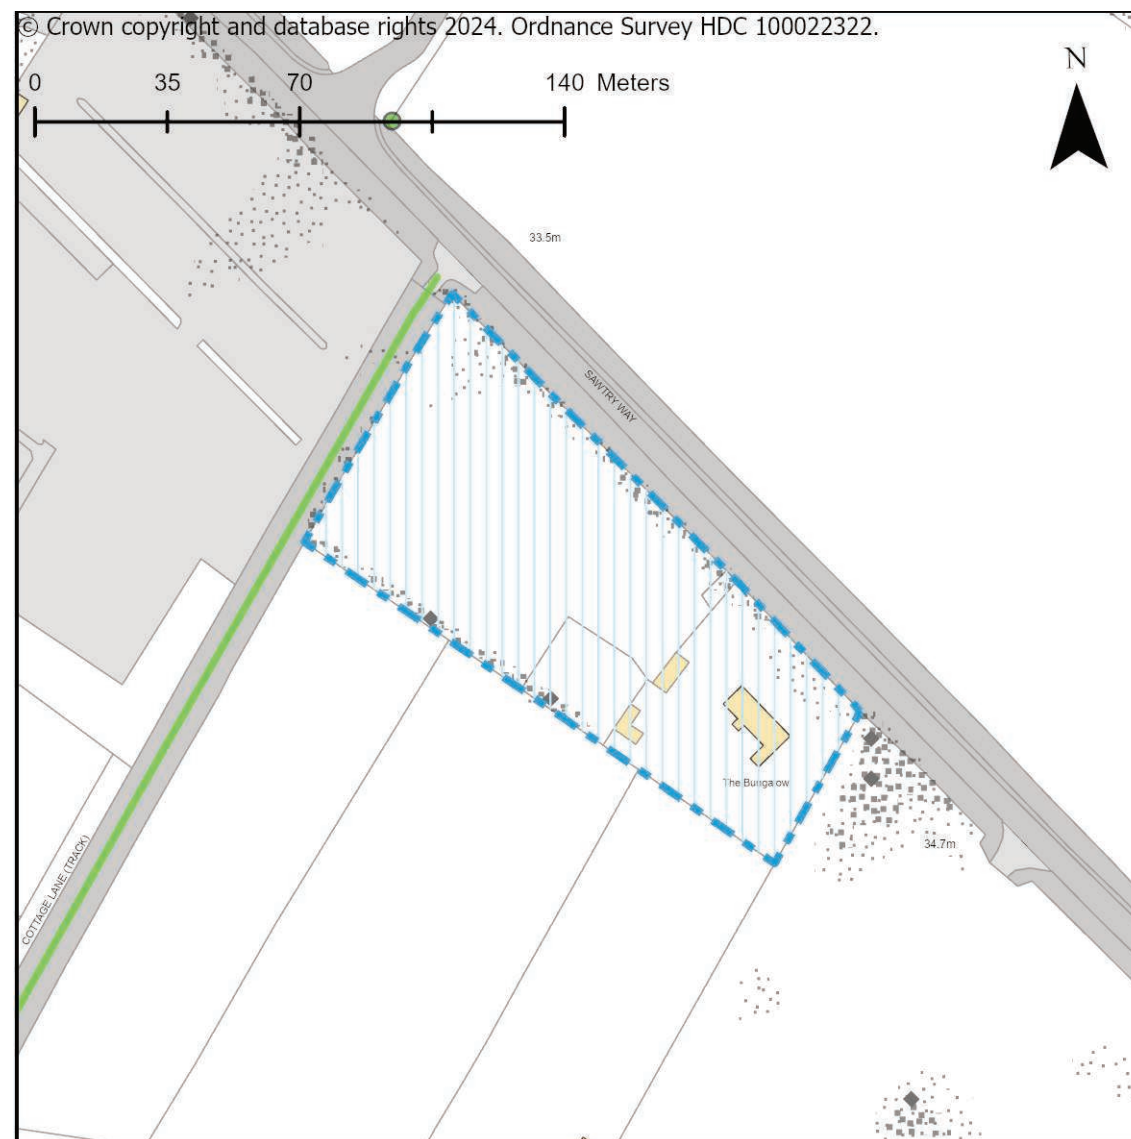 © Crown copyright and database rights 2024. Ordnance Survey HDC 100022322.
0 35 70 140 Meters
N
33.5m
SAWTRY WAY
The Bungalow
34.7m
COTTAGE LANE (TRACK)